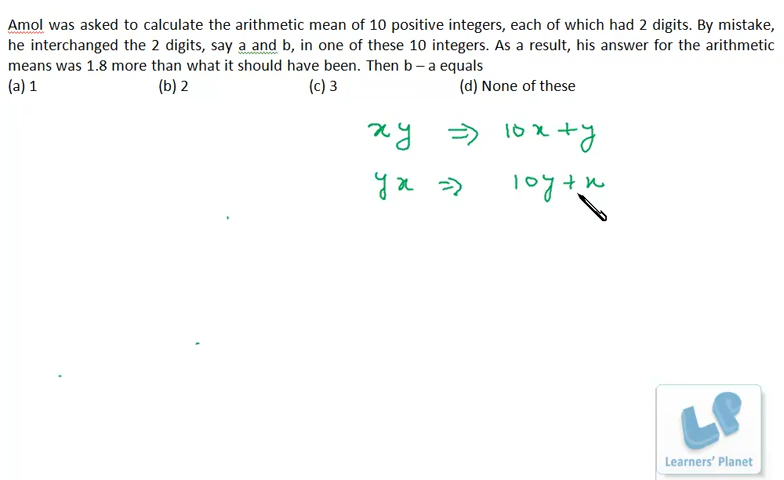 Amol was asked to calculate the arithmetic mean of 10 positive integers, each of which had 2 digits. By mistake,
he interchanged the 2 digits, say a and b, in one of these 10 integers. As a result, his answer for the arithmetic
means was 1.8 more than what it should have been. Then b – a equals
(a) 1 (b) 2 (c) 3 (d) None of these
xy ⇒ 10x+y
yx ⇒ 10y+x
LP
Learners' Planet